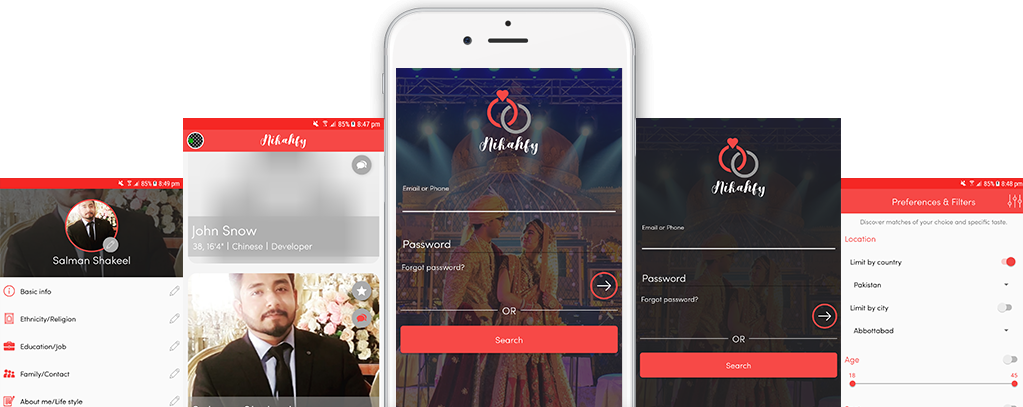 85% 8:49 pm
Salman Shakeel
Basic info
Ethnicity/Religion
Education/Job
Family/Contact
About me/Life style
85% 8:47 pm
Nikahfy
John Snow
38, 16'4" | Chinese | Developer
Nikahfy
Email or Phone
Password
Forgot password?
OR
Search
Nikahfy
Email or Phone
Password
Forgot password?
OR
Search
85% 8:48 pm
Preferences & Filters
Discover matches of your choice and specific taste.
Location
Limit by country
Pakistan
Limit by city
Abbottabad
Age
18 45